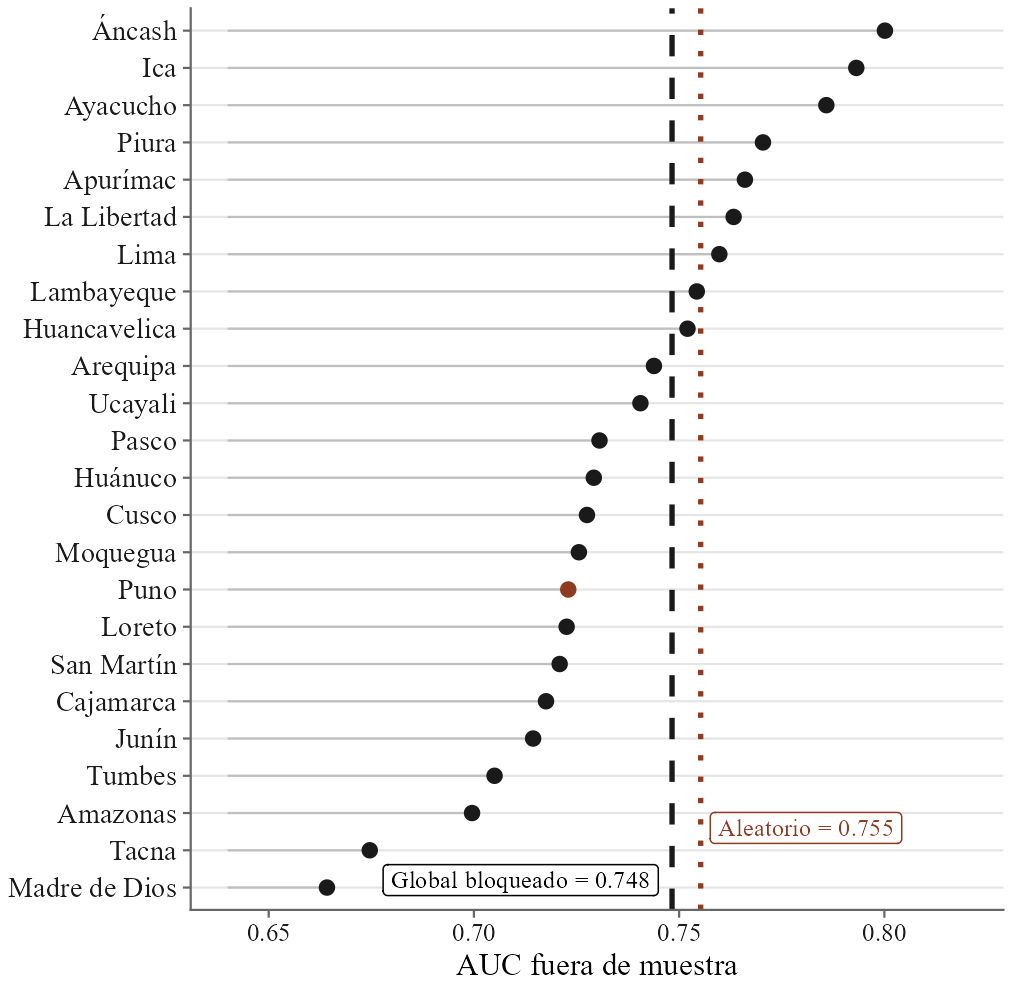 Áncash
Ica
Ayacucho
Piura
Apurímac
La Libertad
Lima
Lambayeque
Huancavelica
Arequipa
Ucayali
Pasco
Huánuco
Cusco
Moquegua
Puno
Loreto
San Martín
Cajamarca
Junín
Tumbes
Amazonas
Aleatorio = 0.755
Tacna
Global bloqueado = 0.748
Madre de Dios
0.65 0.70 0.75 0.80
AUC fuera de muestra